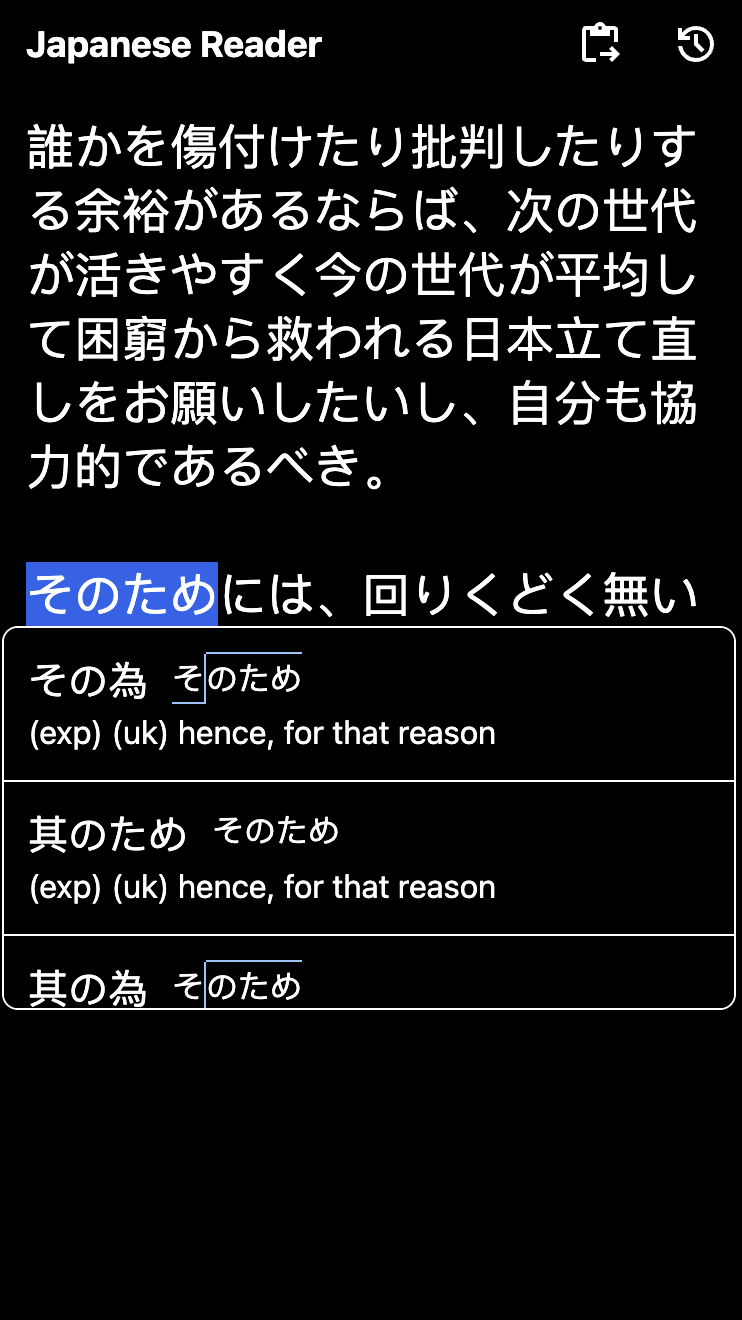 Japanese Reader
誰かを傷付けたり批判したりす
る余裕があるならば、次の世代
が活きやすく今の世代が平均し
て困窮から救われる日本立て直
しをお願いしたいし、自分も協
力的であるべき。
そのためには、回りくどく無い
その為 そのため
(exp) (uk) hence, for that reason
其のため そのため
(exp) (uk) hence, for that reason
其の為 そのため